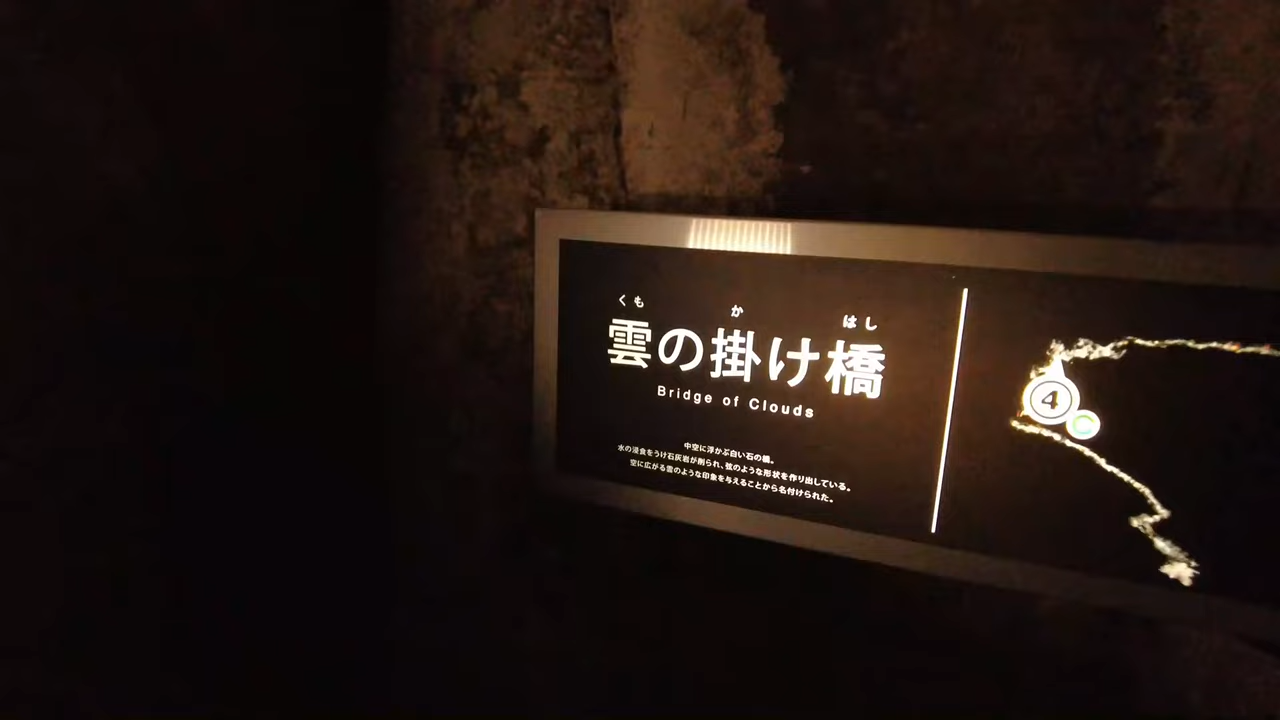 くも か はし
雲の掛け橋
Bridge of Clouds
中空に浮かぶ白い石の橋。
水の浸食をうけ石灰岩が削られ、弦のような形状を作り出している。
空に広がる雲のような印象を与えることから名付けられた。
4